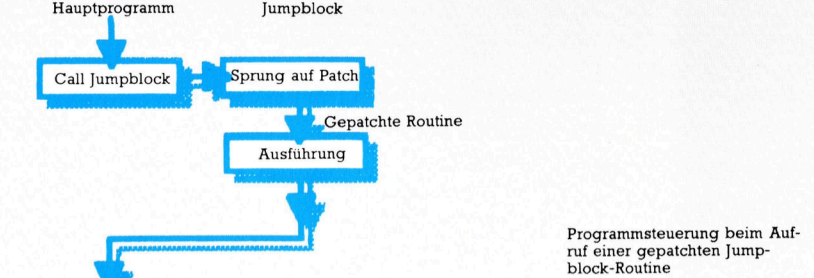 Hauptprogramm
Jumpblock
Call Jumpblock
Sprung auf Patch
Gepatchte Routine
Ausführung
Programmsteuerung beim Auf-
ruf einer gepatchten Jump-
block-Routine